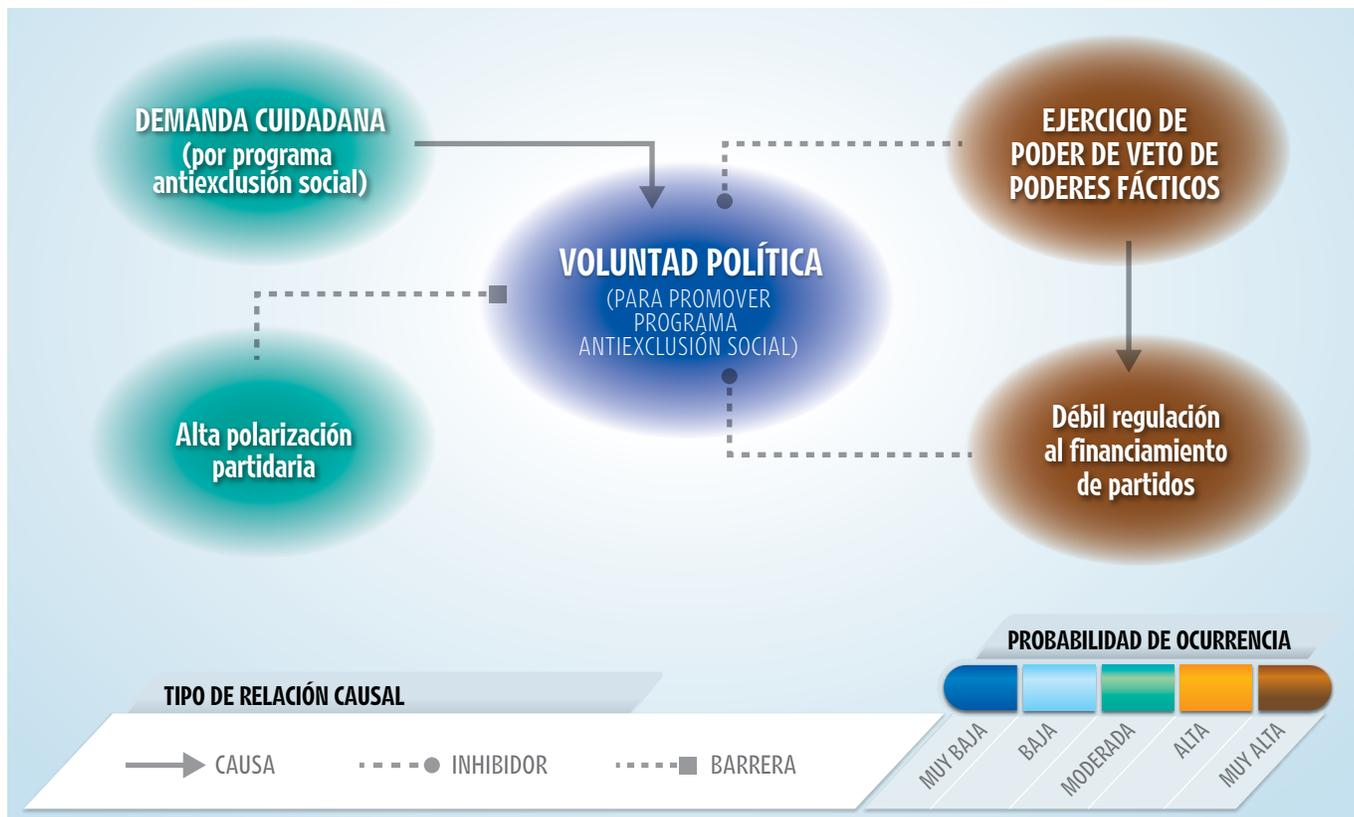 DEMANDA CUIDADANA
(por programa
antiexclusión social)
EJERCICIO DE
PODER DE VETO DE
PODERES FÁCTICOS
VOLUNTAD POLÍTICA
(PARA PROMOVER
PROGRAMA
ANTIEXCLUSIÓN SOCIAL)
Alta polarización
partidaria
Débil regulación
al financiamiento
de partidos
PROBABILIDAD DE OCURRENCIA
MUY BAJA
BAJA
MODERADA
ALTA
MUY ALTA
TIPO DE RELACIÓN CAUSAL
CAUSA
INHIBIDOR
BARRERA